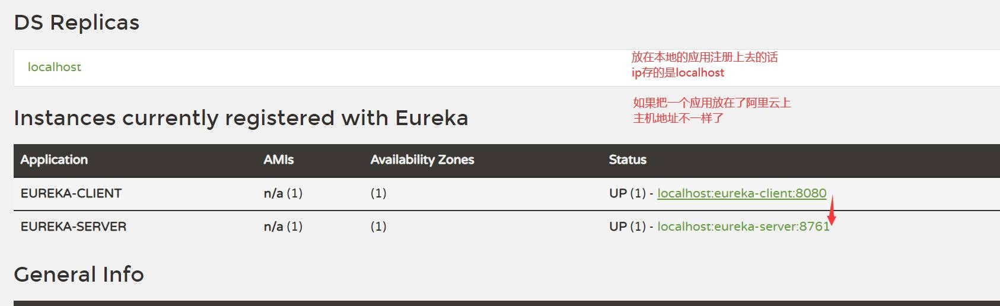 DS Replicas
localhost
放在本地的应用注册上去的话
ip存的是localhost
如果把一个应用放在了阿里云上
主机地址不一样了
Instances currently registered with Eureka
Application AMIs Availability Zones Status
EUREKA-CLIENT n/a (1) (1) UP (1) - localhost:eureka-client:8080
EUREKA-SERVER n/a (1) (1) UP (1) - localhost:eureka-server:8761
General Info